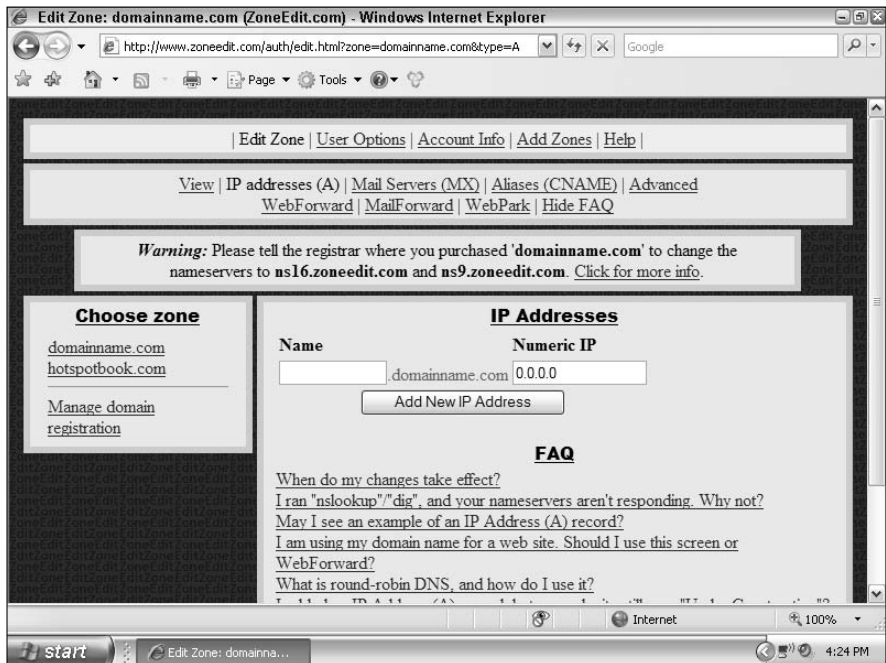 Edit Zone: domainname.com (ZoneEdit.com) - Windows Internet Explorer
http://www.zoneedit.com/auth/edit.html?zone=domainname.com&type=A
Google
Page Tools
| Edit Zone | User Options | Account Info | Add Zones | Help |
View | IP addresses (A) | Mail Servers (MX) | Aliases (CNAME) | Advanced
WebForward | MailForward | WebPark | Hide FAQ
Warning: Please tell the registrar where you purchased 'domainname.com' to change the
nameservers to ns16.zoneedit.com and ns9.zoneedit.com. Click for more info.
Choose zone
domainname.com
hotspotbook.com
Manage domain
registration
IP Addresses
Name Numeric IP
.domainname.com 0.0.0.0
Add New IP Address
FAQ
When do my changes take effect?
I ran "nslookup"/"dig", and your nameservers aren't responding. Why not?
May I see an example of an IP Address (A) record?
I am using my domain name for a web site. Should I use this screen or
WebForward?
What is round-robin DNS, and how do I use it?
Internet 100%
start Edit Zone: domainna... 4:24 PM